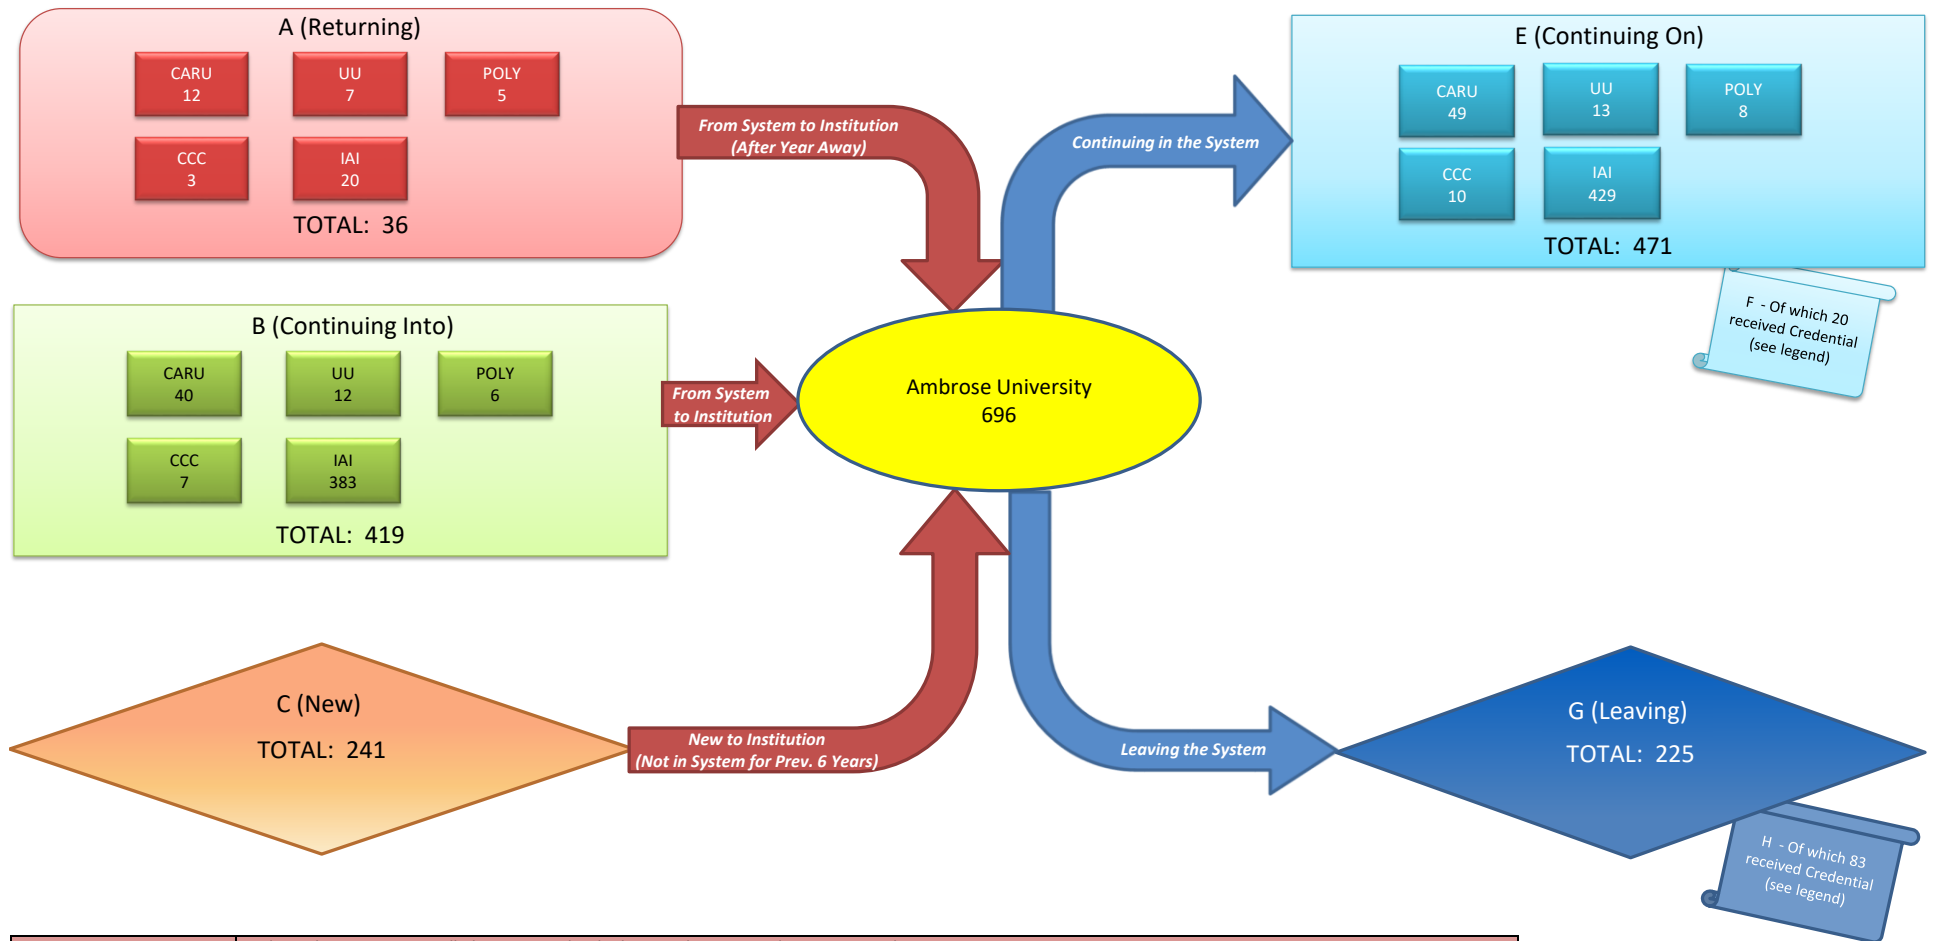 A (Returning)
CARU
12
UU
7
POLY
5
CCC
3
IAI
20
TOTAL: 36
From System to Institution
(After Year Away)
B (Continuing Into)
CARU
40
UU
12
POLY
6
CCC
7
IAI
383
TOTAL: 419
From System
to Institution
C (New)
TOTAL: 241
New to Institution
(Not in System for Prev. 6 Years)
Ambrose University
696
Continuing in the System
E (Continuing On)
CARU
49
UU
13
POLY
8
CCC
10
IAI
429
TOTAL: 471
F - Of which 20
received Credential
(see legend)
Leaving the System
G (Leaving)
TOTAL: 225
H - Of which 83
received Credential
(see legend)